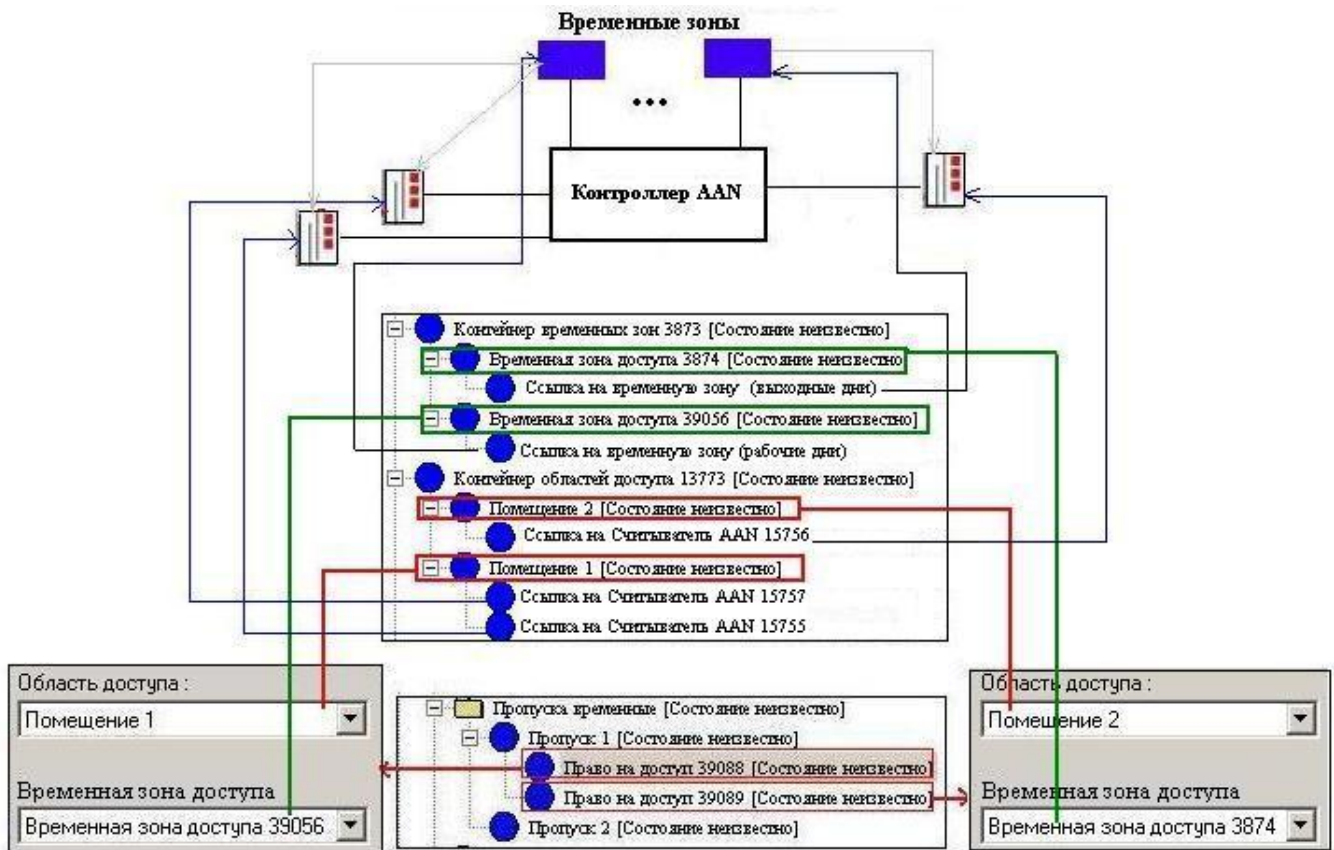 Временные зоны
Контроллер AAN
Контейнер временных зон 3873 [Состояние неизвестно]
Временная зона доступа 3874 [Состояние неизвестно
Ссылка на временную зону (выходные дни)
Временная зона доступа 39056 [Состояние неизвестно]
Ссылка на временную зону (рабочие дни)
Контейнер областей доступа 13773 [Состояние неизвестно]
Помещение 2 [Состояние неизвестно]
Ссылка на Считыватель AAN 15756
Помещение 1 [Состояние неизвестно]
Ссылка на Считыватель AAN 15757
Ссылка на Считыватель AAN 15755
Область доступа :
Помещение 1
Временная зона доступа
Временная зона доступа 39056
Пропуска временные [Состояние неизвестно]
Пропуск 1 [Состояние неизвестно]
Право на доступ 39088 [Состояние неизвестно]
Право на доступ 39089 [Состояние неизвестно]
Пропуск 2 [Состояние неизвестно]
Область доступа :
Помещение 2
Временная зона доступа
Временная зона доступа 3874